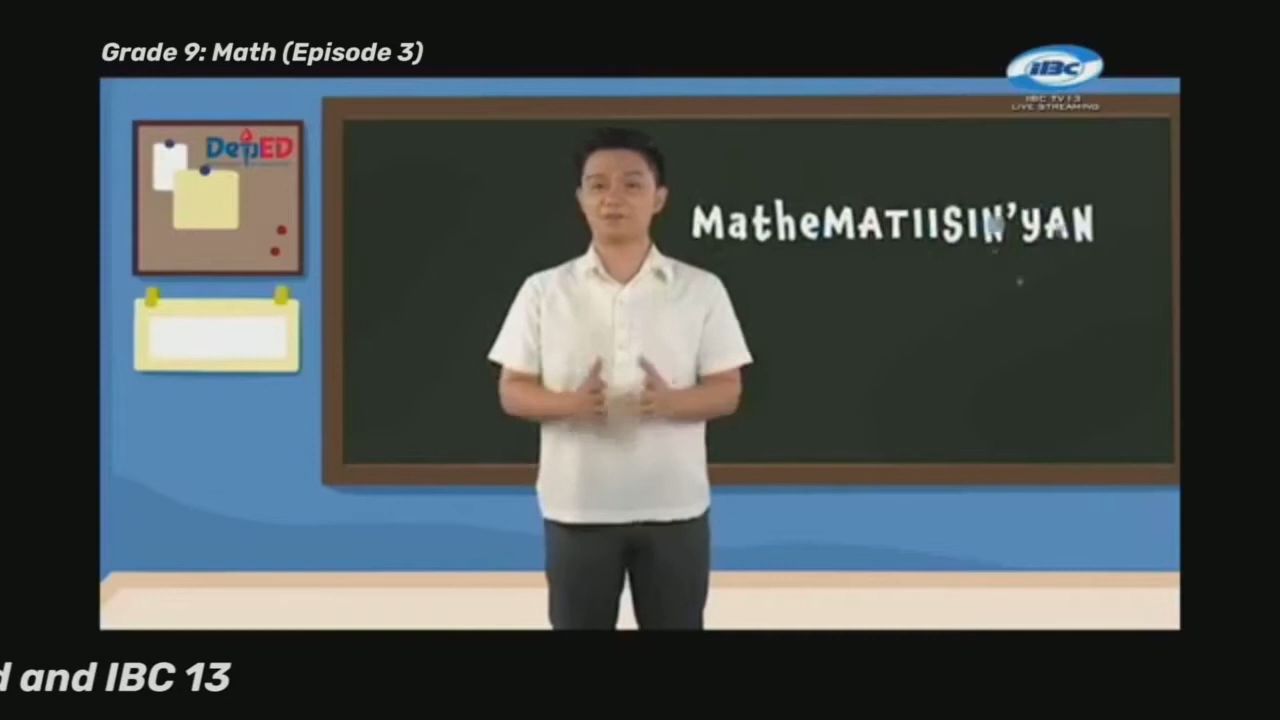 Grade 9: Math (Episode 3)
iBC
IBC TV 13
LIVE STREAMING
DepED
MatheMATIISIN'YAN
d and IBC 13